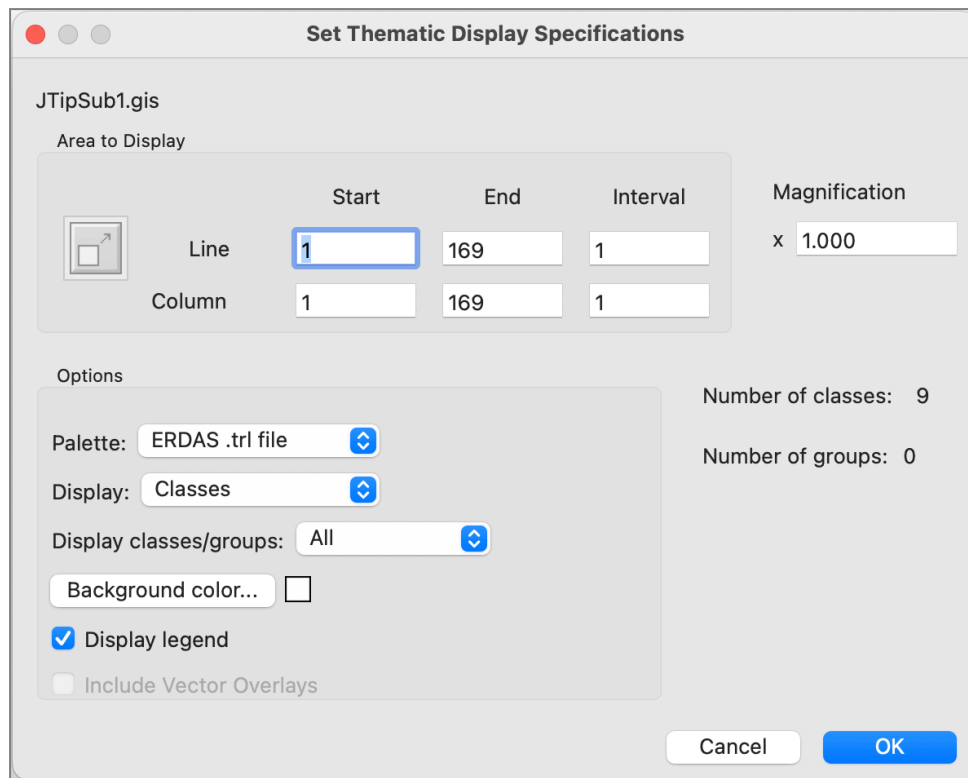 Set Thematic Display Specifications
JTipSub1.gis
Area to Display
Start End Interval
Magnification
Line 1 169 1
x 1.000
Column 1 169 1
Options
Palette: ERDAS .trl file
Display: Classes
Display classes/groups: All
Background color...
Display legend
Include Vector Overlays
Number of classes: 9
Number of groups: 0
Cancel OK